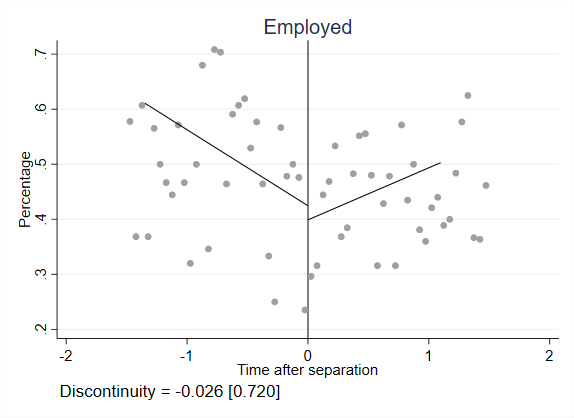 Employed
Percentage
.7
.6
.5
.4
.3
.2
-2 -1 0 1 2
Time after separation
Discontinuity = -0.026 [0.720]